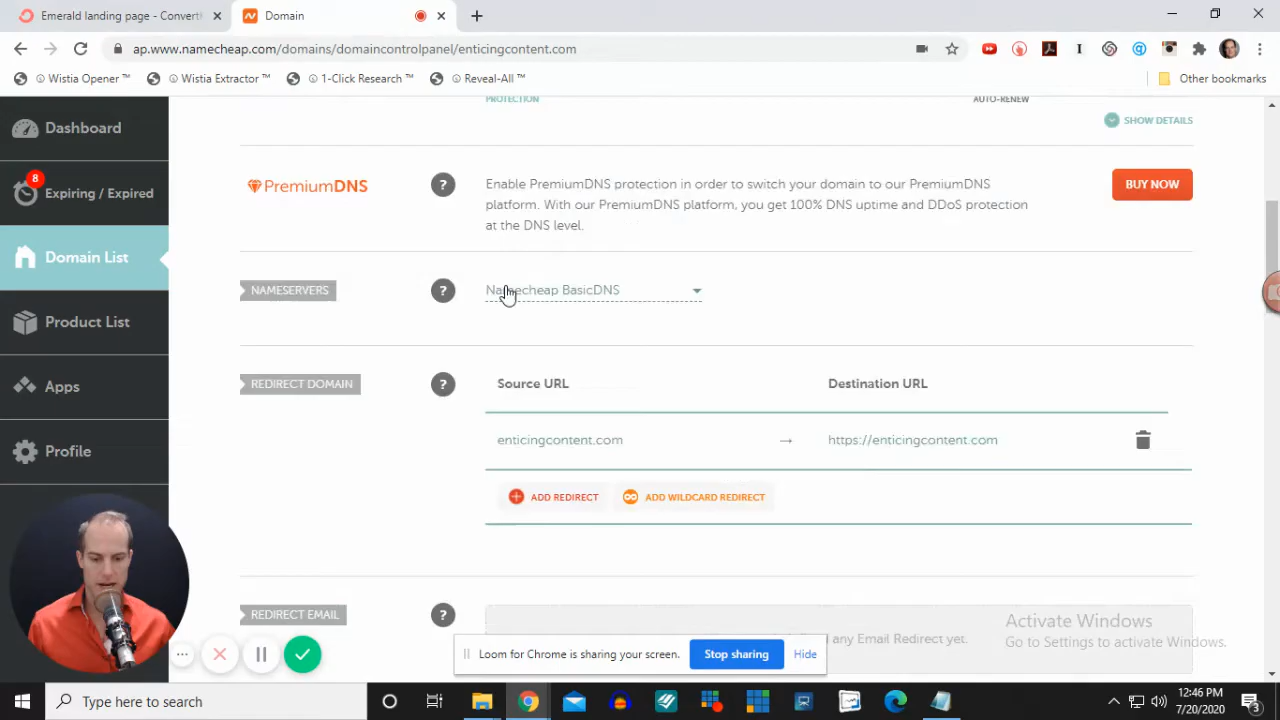 Emerald landing page - Convert
Domain
ap.www.namecheap.com/domains/domaincontrolpanel/enticingcontent.com
Wistia Opener ™
Wistia Extractor ™
1-Click Research ™
Reveal-All ™
Other bookmarks
Dashboard
8
Expiring / Expired
Domain List
Product List
Apps
Profile
PROTECTION
AUTO-RENEW
SHOW DETAILS
PremiumDNS
?
Enable PremiumDNS protection in order to switch your domain to our PremiumDNS
platform. With our PremiumDNS platform, you get 100% DNS uptime and DDoS protection
at the DNS level.
BUY NOW
NAMESERVERS
?
Namecheap BasicDNS
REDIRECT DOMAIN
?
Source URL
Destination URL
enticingcontent.com
→
https://enticingcontent.com
ADD REDIRECT
ADD WILDCARD REDIRECT
REDIRECT EMAIL
?
any Email Redirect yet.
Activate Windows
Go to Settings to activate Windows.
Loom for Chrome is sharing your screen.
Stop sharing
Hide
Type here to search
12:46 PM
7/20/2020
3